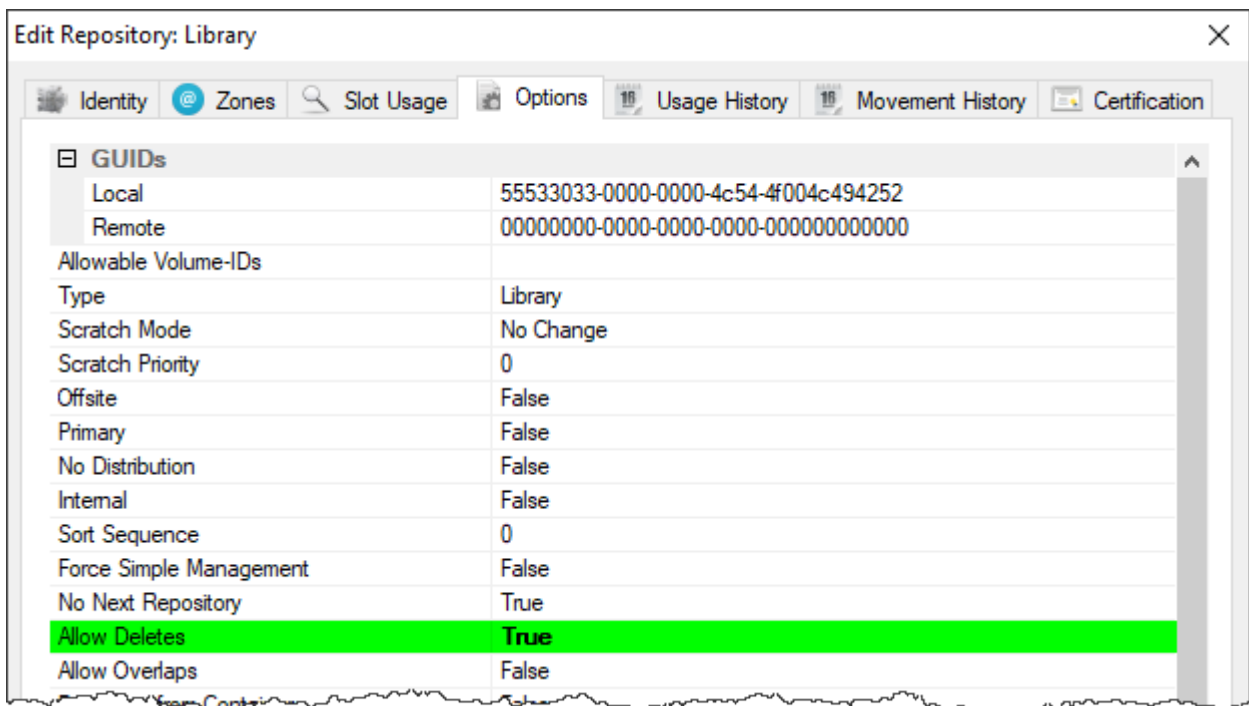 Edit Repository: Library
Identity Zones Slot Usage Options Usage History Movement History Certification
GUIDs
Local 55533033-0000-0000-4c54-4f004c494252
Remote 00000000-0000-0000-0000-000000000000
Allowable Volume-IDs
Type Library
Scratch Mode No Change
Scratch Priority 0
Offsite False
Primary False
No Distribution False
Internal False
Sort Sequence 0
Force Simple Management False
No Next Repository True
Allow Deletes True
Allow Overlaps False